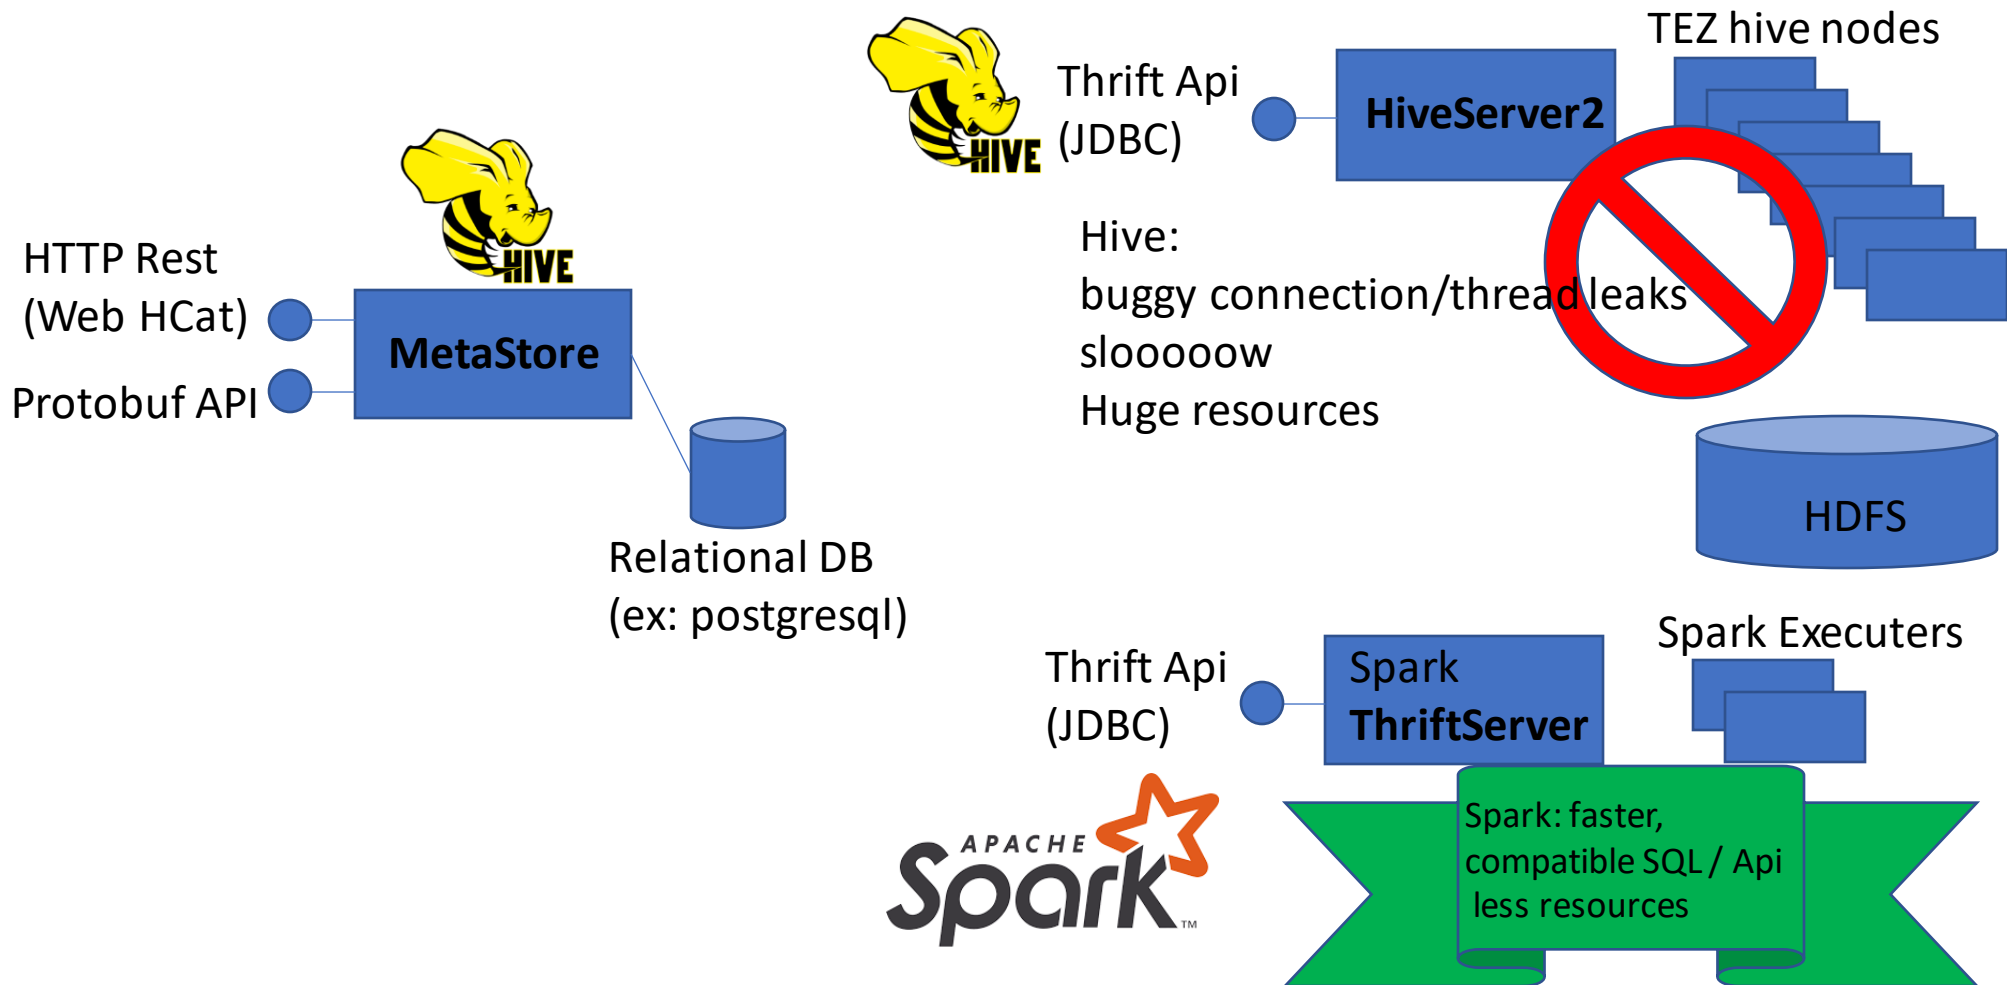 HIVE
HTTP Rest
(Web HCat)
Protobuf API
MetaStore
Relational DB
(ex: postgresql)
HIVE
Thrift Api
(JDBC)
HiveServer2
TEZ hive nodes
Hive:
buggy connection/thread leaks
slooooow
Huge resources
HDFS
Thrift Api
(JDBC)
Spark
ThriftServer
Spark Executers
APACHE
Spark
TM
Spark: faster,
compatible SQL / Api
less resources